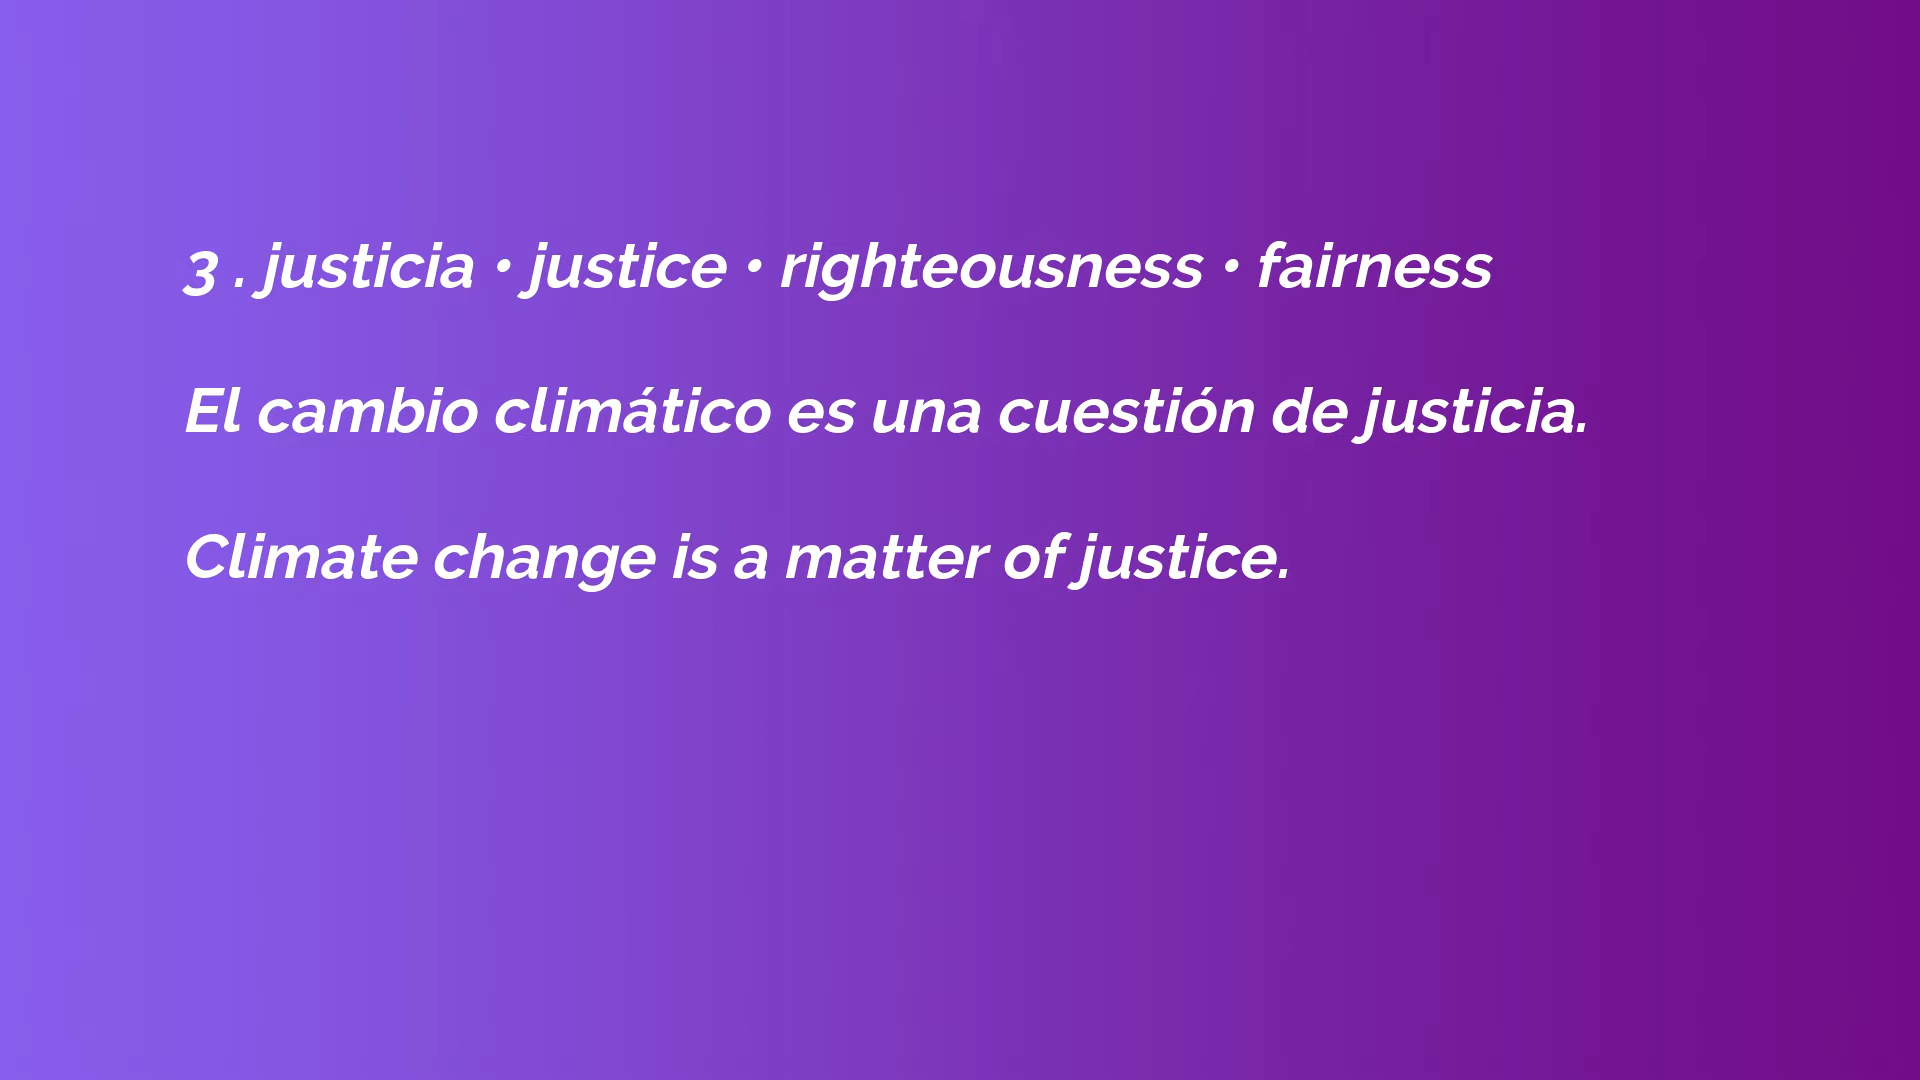 3 . justicia • justice • righteousness • fairness
El cambio climático es una cuestión de justicia.
Climate change is a matter of justice.